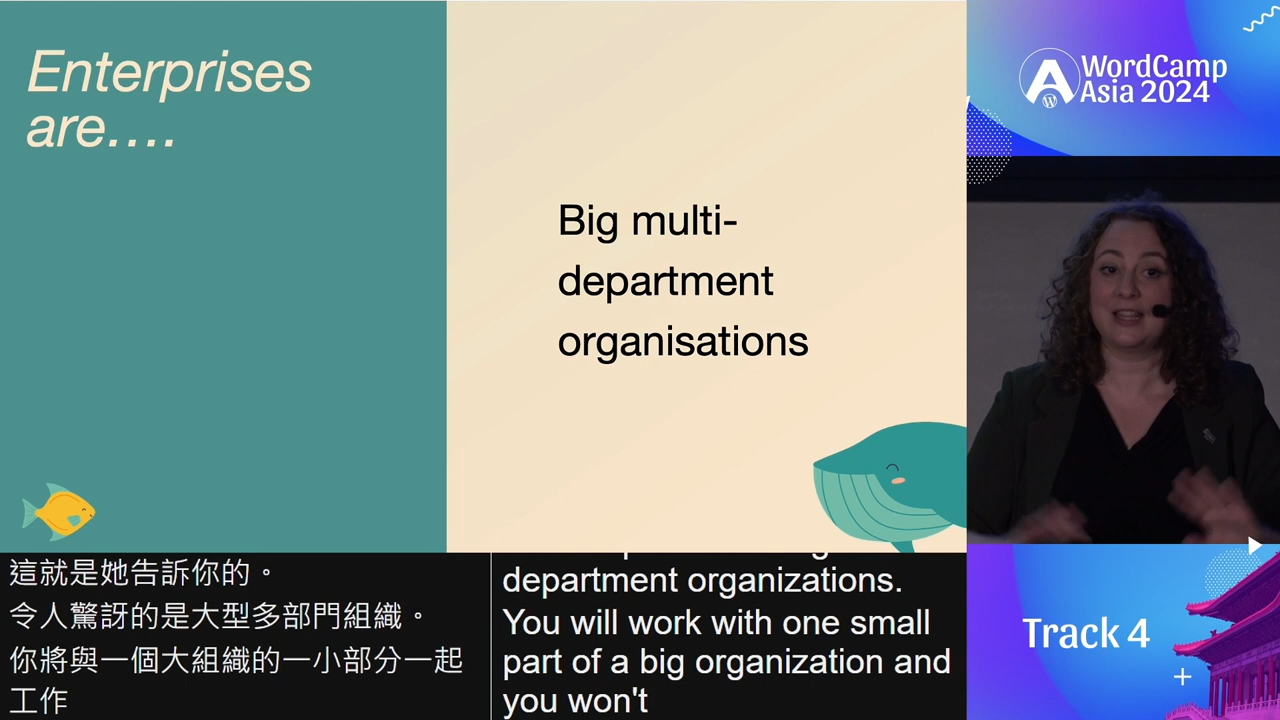 Enterprises
are....
Big multi-
department
organisations
WordCamp
Asia 2024
這就是她告訴你的。
令人驚訝的是大型多部門組織。
你將與一個大組織的一小部分一起
工作
department organizations.
You will work with one small
part of a big organization and
you won't
Track 4